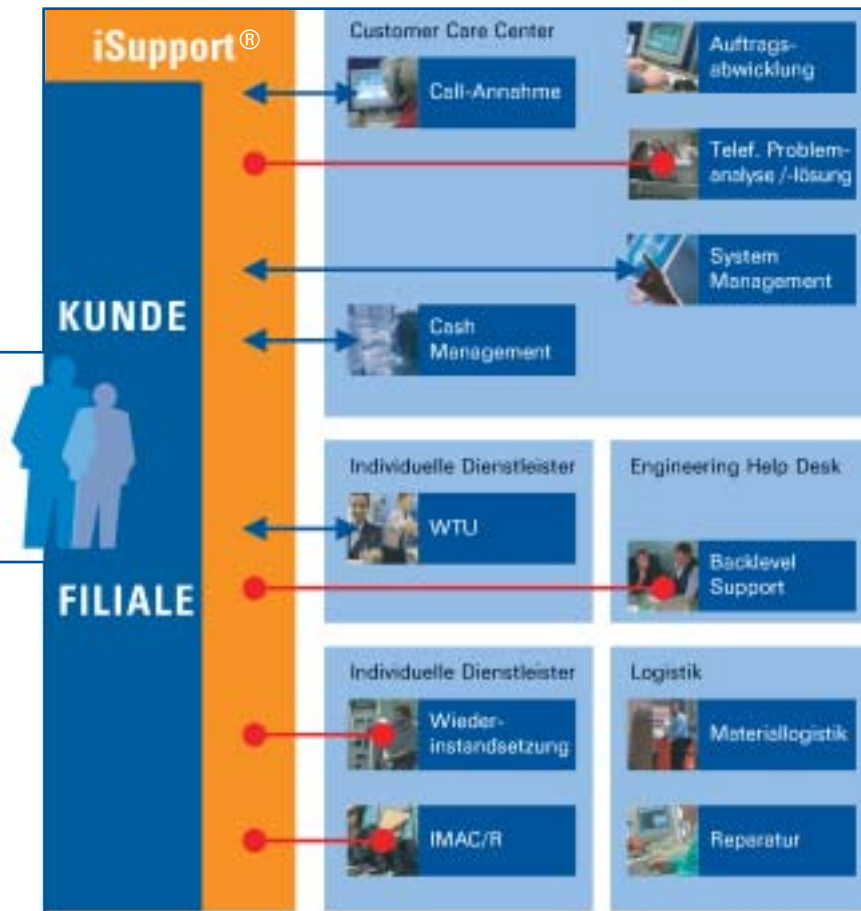 iSupport®
KUNDE
FILIALE
Customer Care Center
Call-Annahme
Auftrags-
abwicklung
Telef. Problem-
analyse /-lösung
System
Management
Cash
Management
Individuelle Dienstleister
WTU
Engineering Help Desk
Backlevel
Support
Individuelle Dienstleister
Wieder-
instandsetzung
IMAC/R
Logistik
Materiallogistik
Reparatur